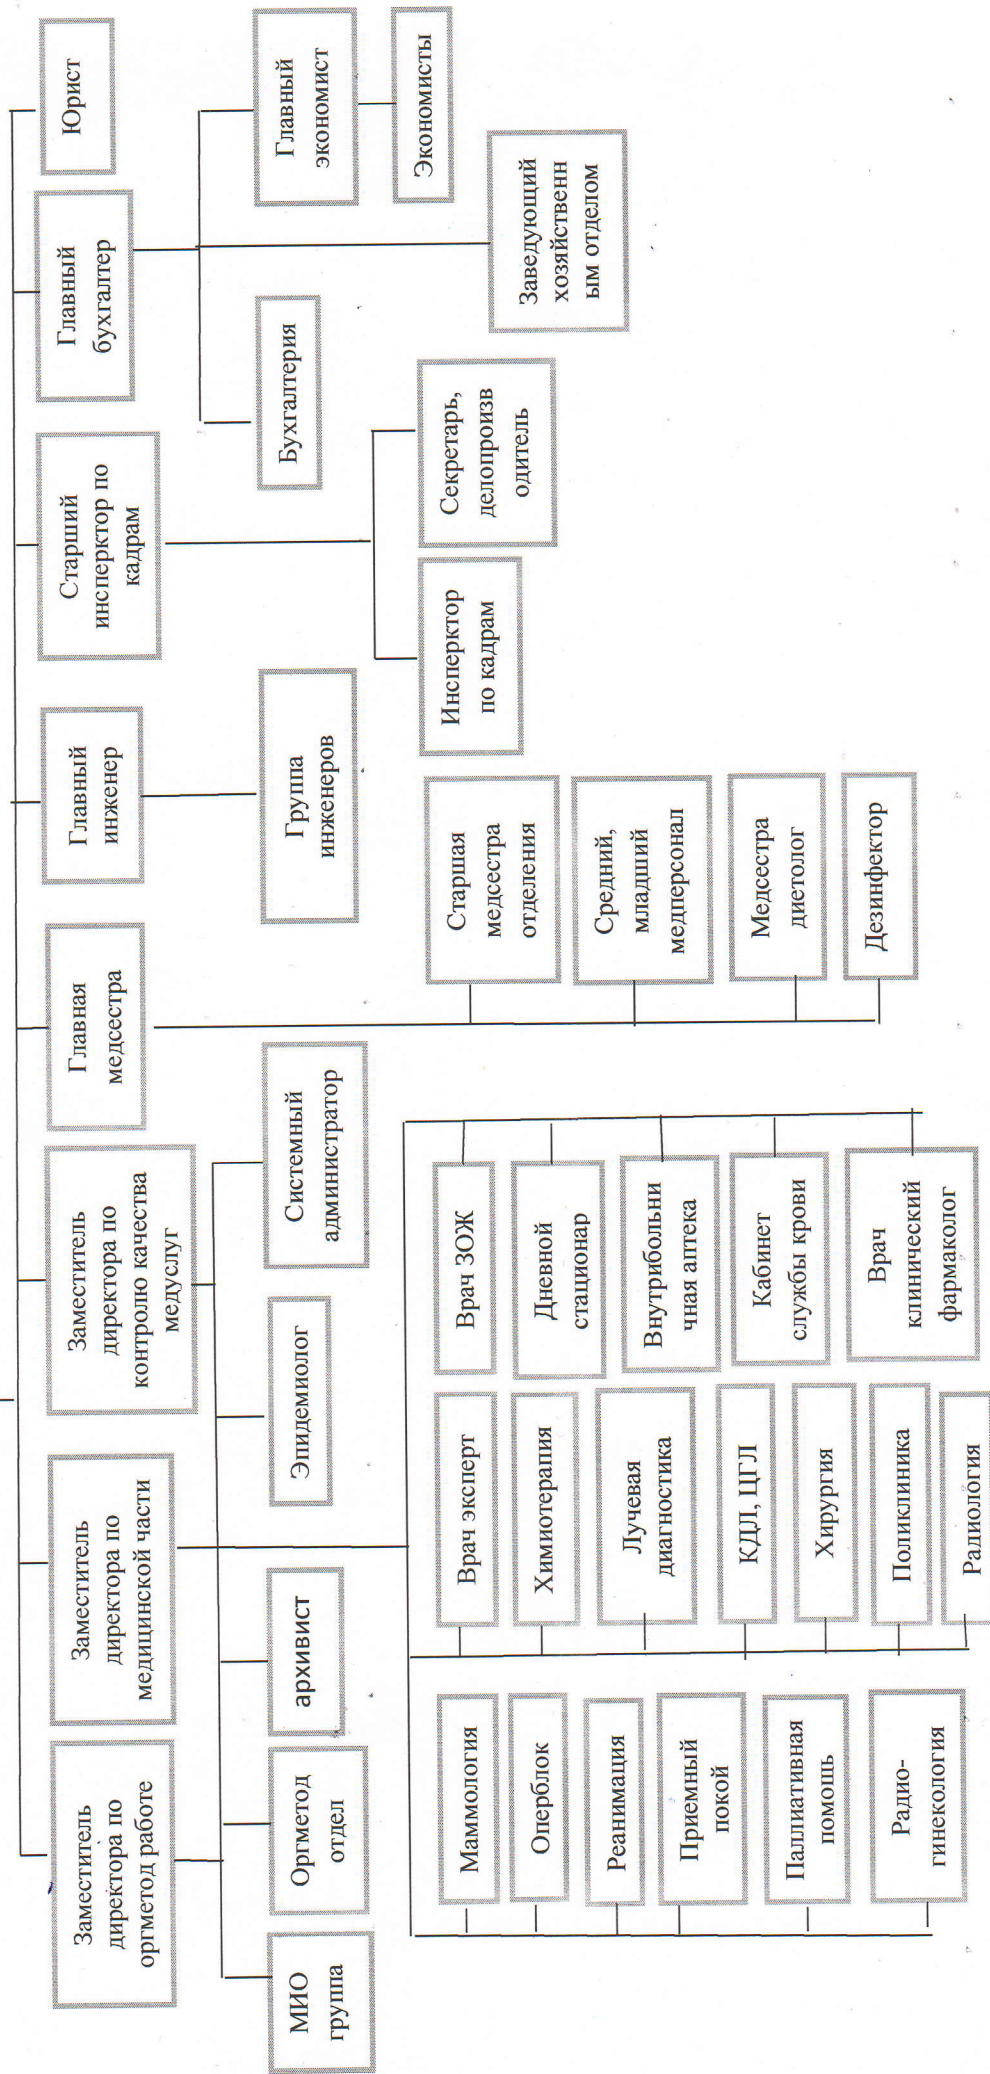 Заместитель
директора по
оргметод работе
Заместитель
директора по
медицинской части
Заместитель
директора по
контролю качества
медуслуг
Главная
медсестра
Главный
инженер
Старший
инсперктор по
кадрам
Главный
бухгалтер
Юрист
МИО
группа
Оргметод
отдел
архивист
Эпидемиолог
Системный
администратор
Группа
инженеров
Бухгалтерия
Главный
экономист
Экономисты
Инсперктор
по кадрам
Секретарь,
делопроизв
одитель
Заведующий
хозяйственн
ым отделом
Старшая
медсестра
отделения
Средний,
младший
медперсонал
Медсестра
диетолог
Дезинфектор
Маммология
Оперблок
Реанимация
Приемный
покой
Паллиативная
помошь
Радио-
гинекология
Врач эксперт
Химиотерапия
Лучевая
диагностика
КДЛ, ЦГЛ
Хирургия
Поликлиника
Радиология
Врач ЗОЖ
Дневной
стационар
Внутрибольни
чная аптека
Кабинет
службы крови
Врач
клинический
фармаколог